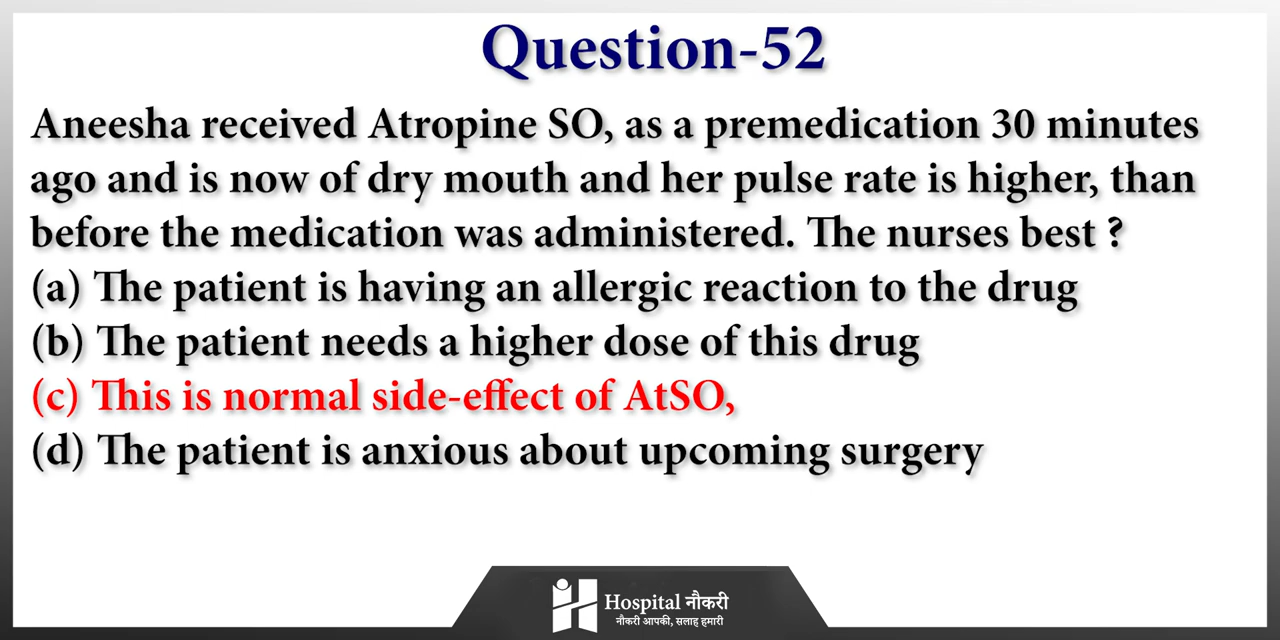 Question-52
Aneesha received Atropine SO, as a premedication 30 minutes
ago and is now of dry mouth and her pulse rate is higher, than
before the medication was administered. The nurses best ?
(a) The patient is having an allergic reaction to the drug
(b) The patient needs a higher dose of this drug
(c) This is normal side-effect of AtSO,
(d) The patient is anxious about upcoming surgery
Hospital नौकरी
नौकरी आपकी, सलाह हमारी